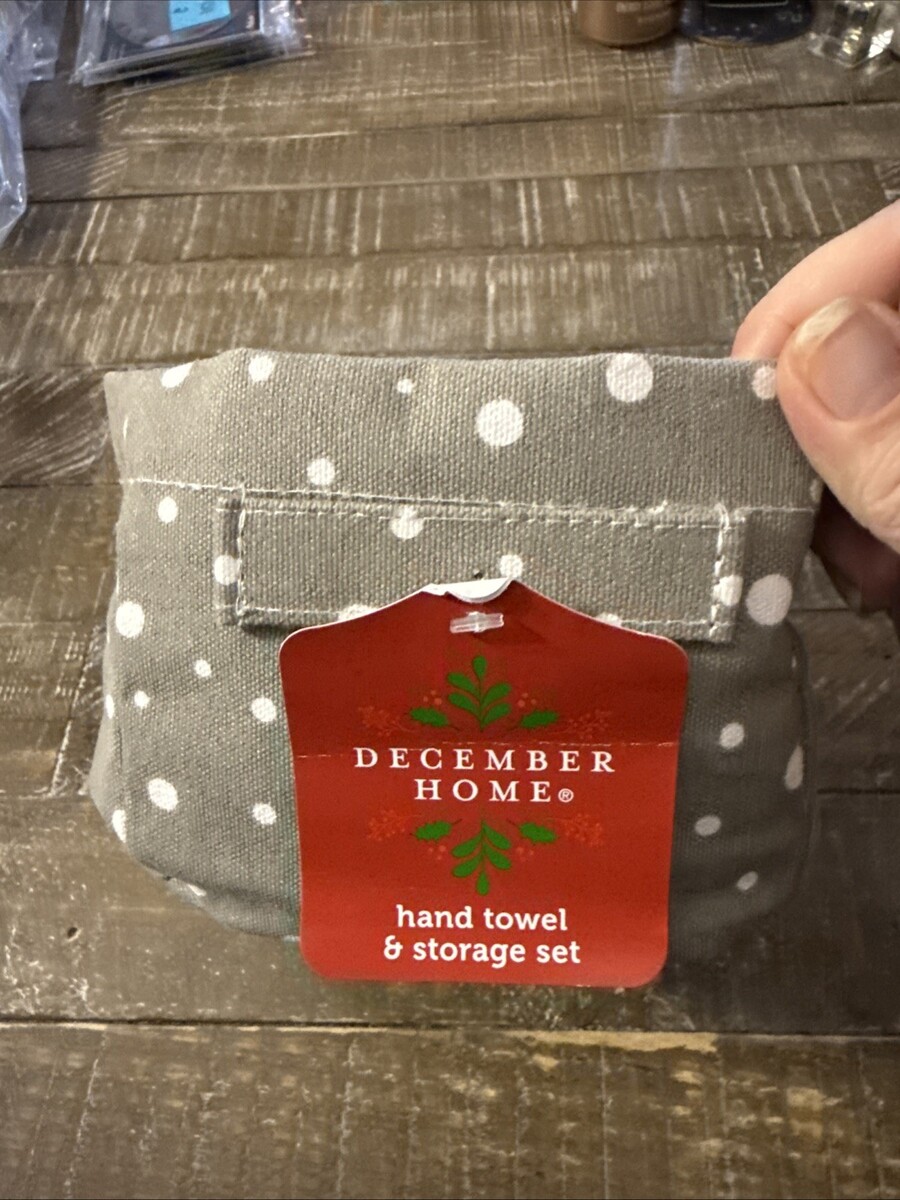 DECEMBER
HOME®
hand towel
& storage set